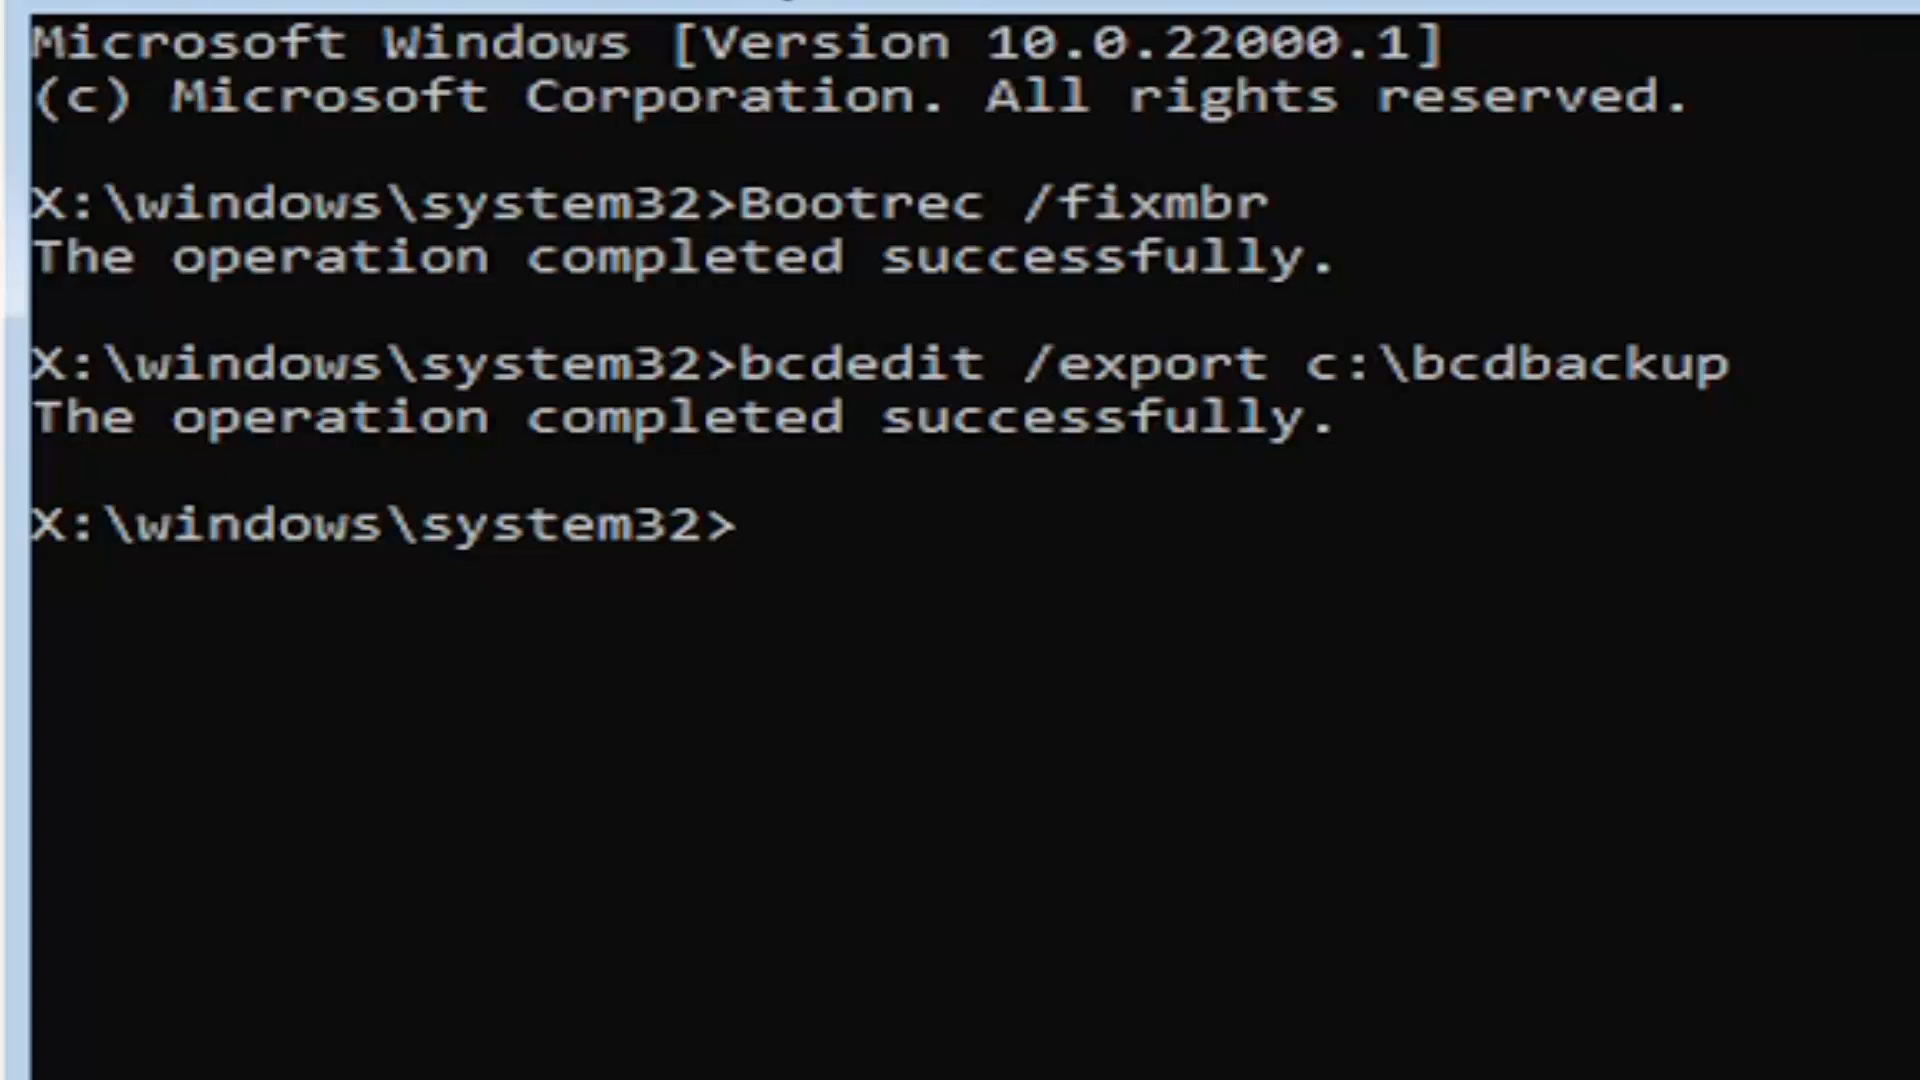 Microsoft Windows [Version 10.0.22000.1]
(c) Microsoft Corporation. All rights reserved.
X:\windows\system32>Bootrec /fixmbr
The operation completed successfully.
X:\windows\system32>bcdedit /export c:\bcdbackup
The operation completed successfully.
X:\windows\system32>